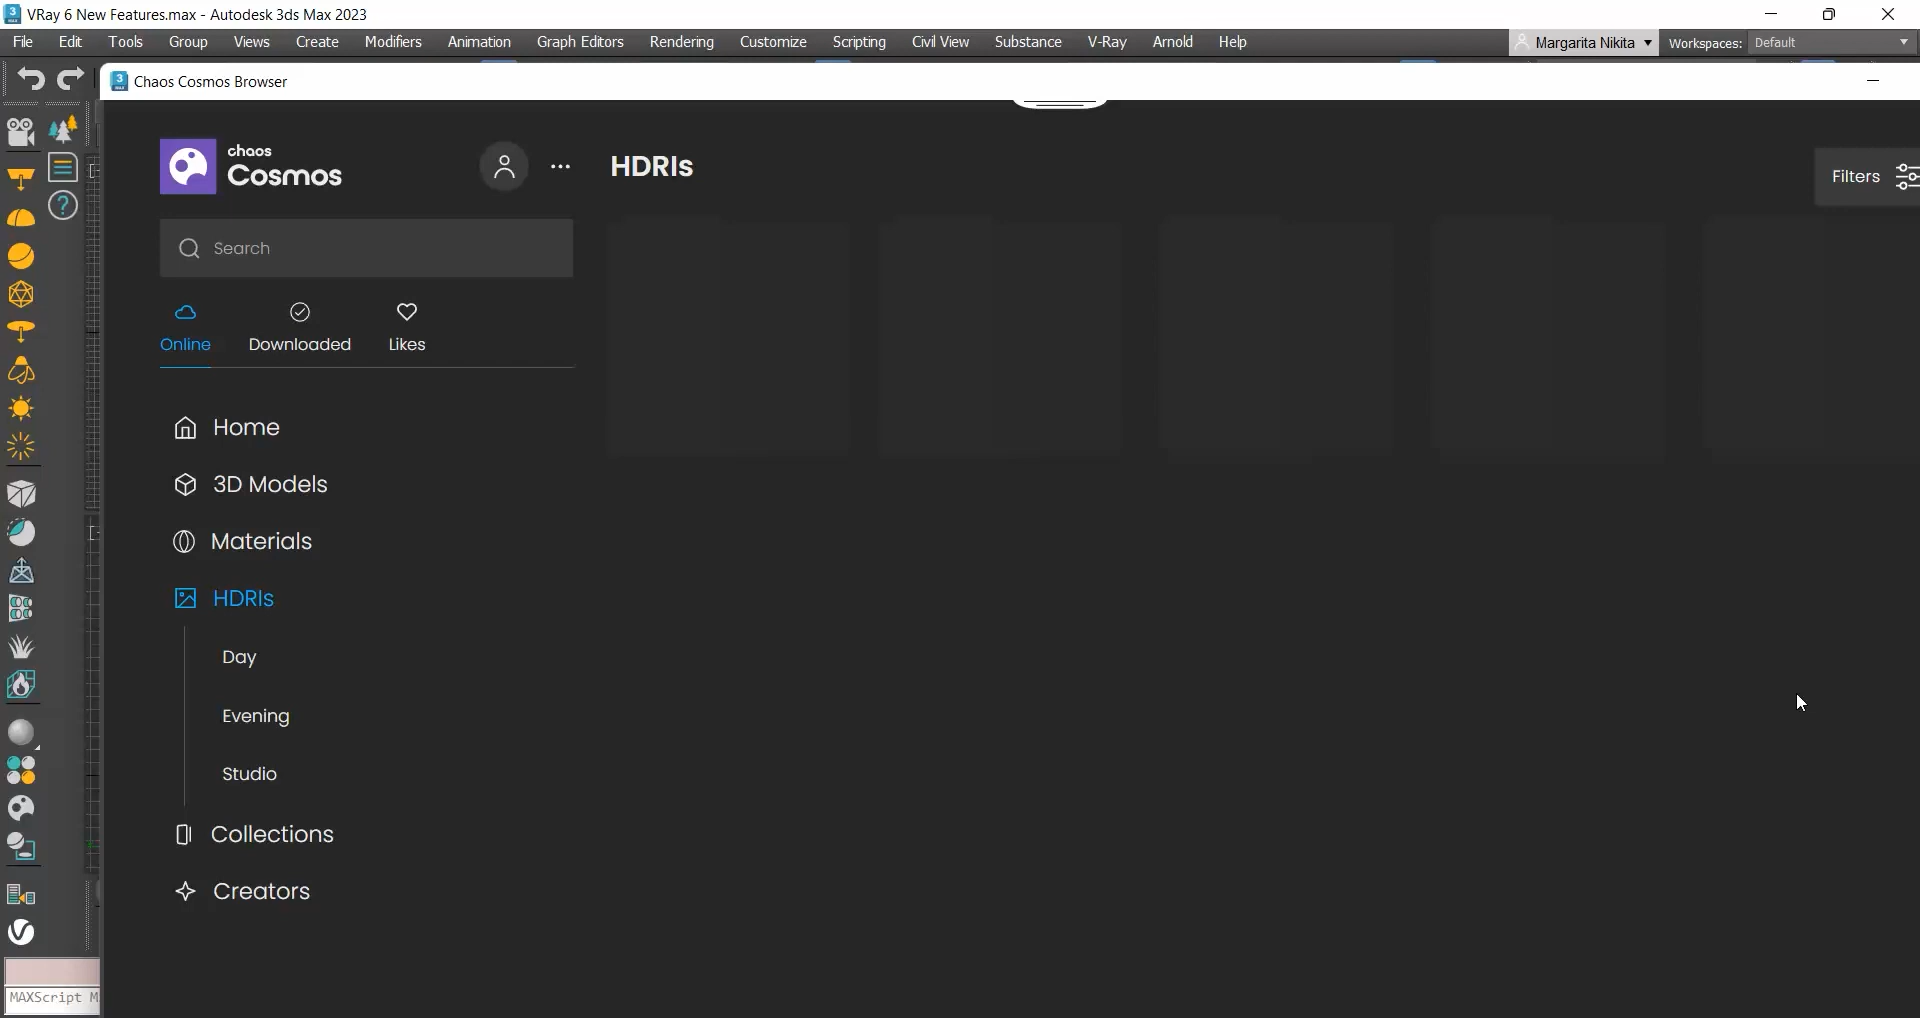 VRay 6 New Features.max - Autodesk 3ds Max 2023
File Edit Tools Group Views Create Modifiers Animation Graph Editors Rendering Customize Scripting Civil View Substance V-Ray Arnold Help
Margarita Nikita Workspaces: Default
Chaos Cosmos Browser
chaos
Cosmos
HDRIs
Filters
Search
Online Downloaded Likes
Home
3D Models
Materials
HDRIs
Day
Evening
Studio
Collections
Creators
MAXScript M